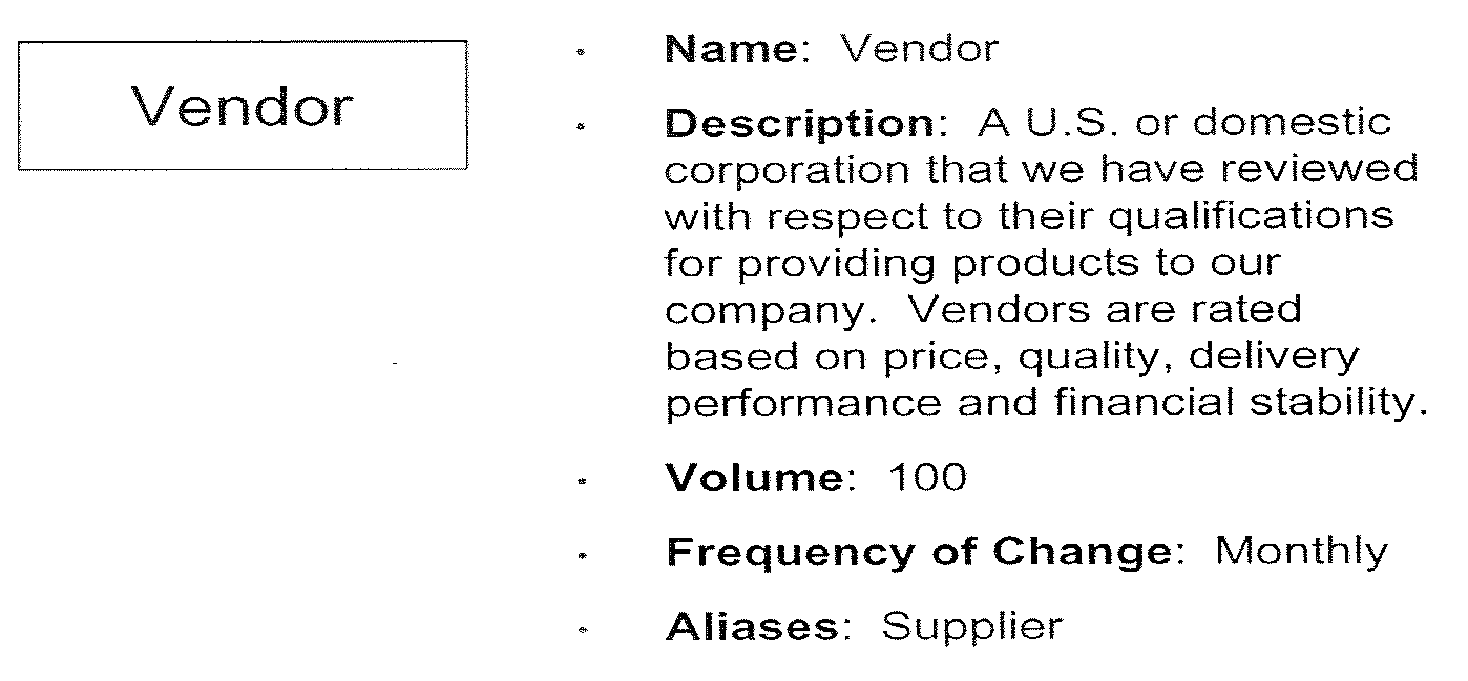 Vendor
· Name: Vendor
· Description: A U.S. or domestic
corporation that we have reviewed
with respect to their qualifications
for providing products to our
company. Vendors are rated
based on price, quality, delivery
performance and financial stability.
· Volume: 100
· Frequency of Change: Monthly
· Aliases: Supplier